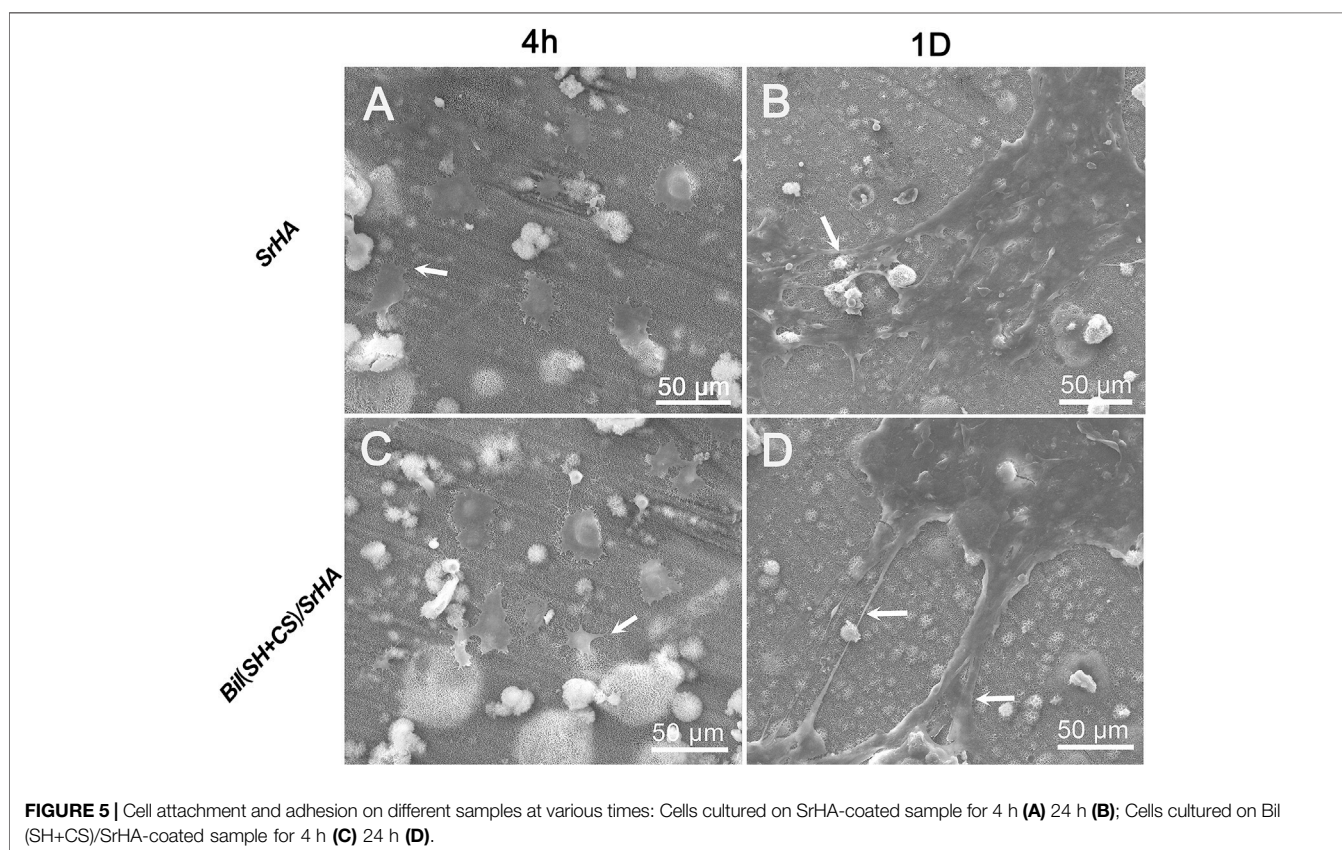 4h
1D
A
B
SrHA
50 μm
50 μm
C
D
Bil(SH+CS)/SrHA
50 μm
50 μm
FIGURE 5 | Cell attachment and adhesion on different samples at various times: Cells cultured on SrHA-coated sample for 4 h (A) 24 h (B); Cells cultured on Bil
(SH+CS)/SrHA-coated sample for 4 h (C) 24 h (D).